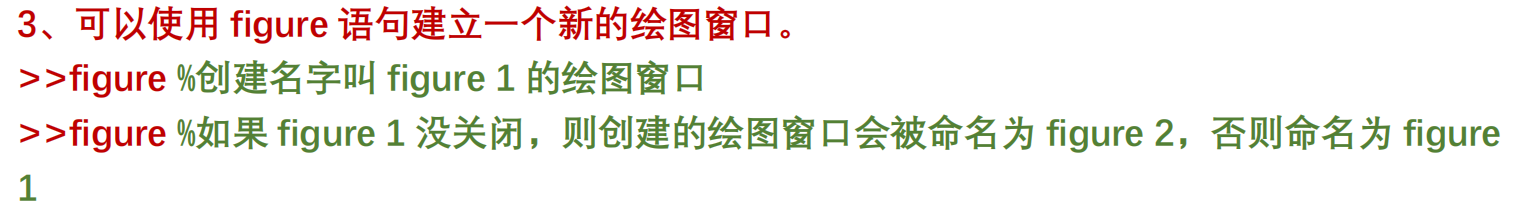 3、可以使用 figure 语句建立一个新的绘图窗口。
>>figure %创建名字叫 figure 1 的绘图窗口
>>figure %如果 figure 1 没关闭，则创建的绘图窗口会被命名为 figure 2，否则命名为 figure
1